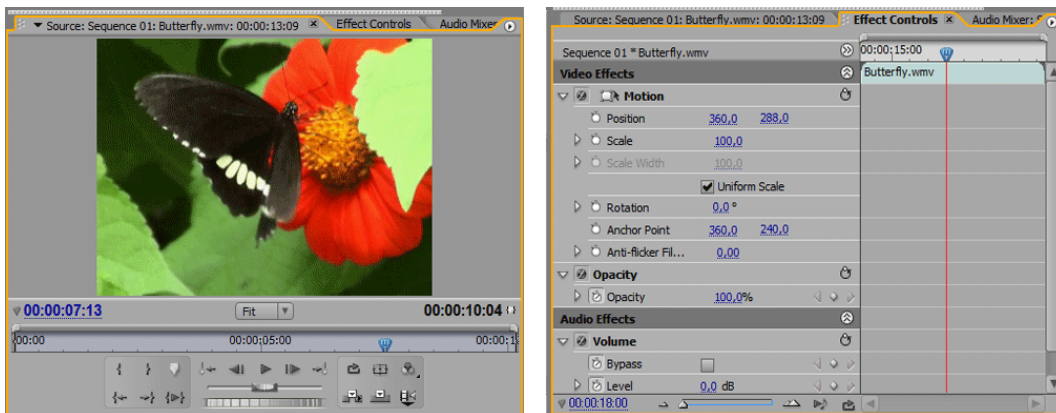 Source: Sequence 01: Butterfly.wmv: 00:00:13:09 Effect Controls Audio Mixer
00:00:07:13 Fit 00:00:10:04
00:00 00:00:05:00
Source: Sequence 01: Butterfly.wmv: 00:00:13:09 Effect Controls Audio Mixer:
Sequence 01 * Butterfly.wmv 00:00:15:00
Video Effects Butterfly.wmv
Motion
Position 360,0 288,0
Scale 100,0
Scale Width 100,0
Uniform Scale
Rotation 0,0 °
Anchor Point 360,0 240,0
Anti-flicker Fil... 0,00
Opacity
Opacity 100,0%
Audio Effects
Volume
Bypass
Level 0,0 dB
00:00:18:00